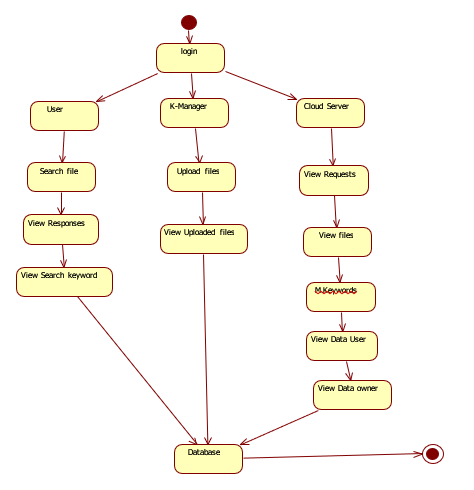 login
User
K-Manager
Cloud Server
Search file
Upload files
View Requests
View Responses
View Uploaded files
View files
View Search keyword
M.Keywords
View Data User
View Data owner
Database